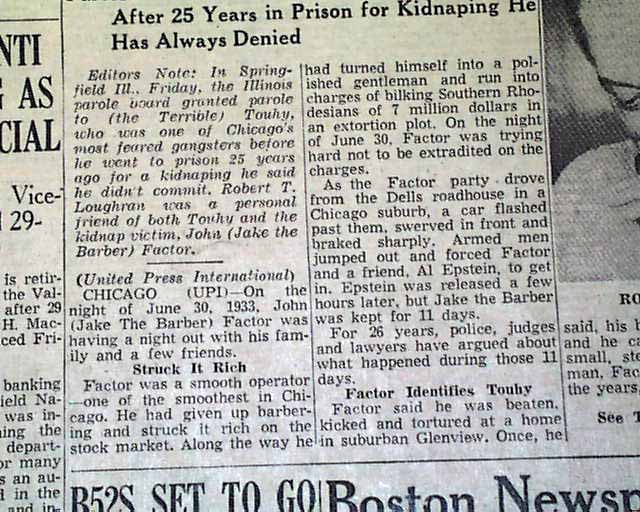 After 25 Years in Prison for Kidnaping He
Has Always Denied
NTI
AS
CIAL
Vice-
29-
is retir-
the Val-
after 29
H. Mac-
ced Fri-
banking
ield Na-
was in-
ing the
depart-
or many
s an au-
d in the
and in-
Editors Note: In Spring-
field Ill., Friday, the Illinois
parole board granted parole
to (the Terrible) Touhy,
who was one of Chicago's
most feared gangsters before
he went to prison 25 years
ago for a kidnaping he said
he didn't commit. Robert T.
Loughran was a personal
friend of both Touhy and the
kidnap victim, John (Jake the
Barber) Factor.
(United Press International)
CHICAGO (UPI)—On the
night of June 30, 1933, John
(Jake The Barber) Factor was
having a night out with his fam-
ily and a few friends.
Struck It Rich
Factor was a smooth operator
—one of the smoothest in Chi-
cago. He had given up barber-
ing and struck it rich on the
stock market. Along the way he
had turned himself into a pol-
ished gentleman and run into
charges of bilking Southern Rho-
desians of 7 million dollars in
an extortion plot. On the night
of June 30, Factor was trying
hard not to be extradited on the
charges.
As the Factor party drove
from the Dells roadhouse in a
Chicago suburb, a car flashed
past them, swerved in front and
braked sharply. Armed men
jumped out and forced Factor
and a friend, Al Epstein, to get
in. Epstein was released a few
hours later, but Jake the Barber
was kept for 11 days.
For 26 years, police, judges
and lawyers have argued about
what happened during those 11
days.
Factor Identifies Touhy
Factor said he was beaten,
kicked and tortured at a home
in suburban Glenview. Once, he
RO
said, his
and he ca
small, sto
man. Fac
the years
See T
B52S SET TO GO
Boston Newsp